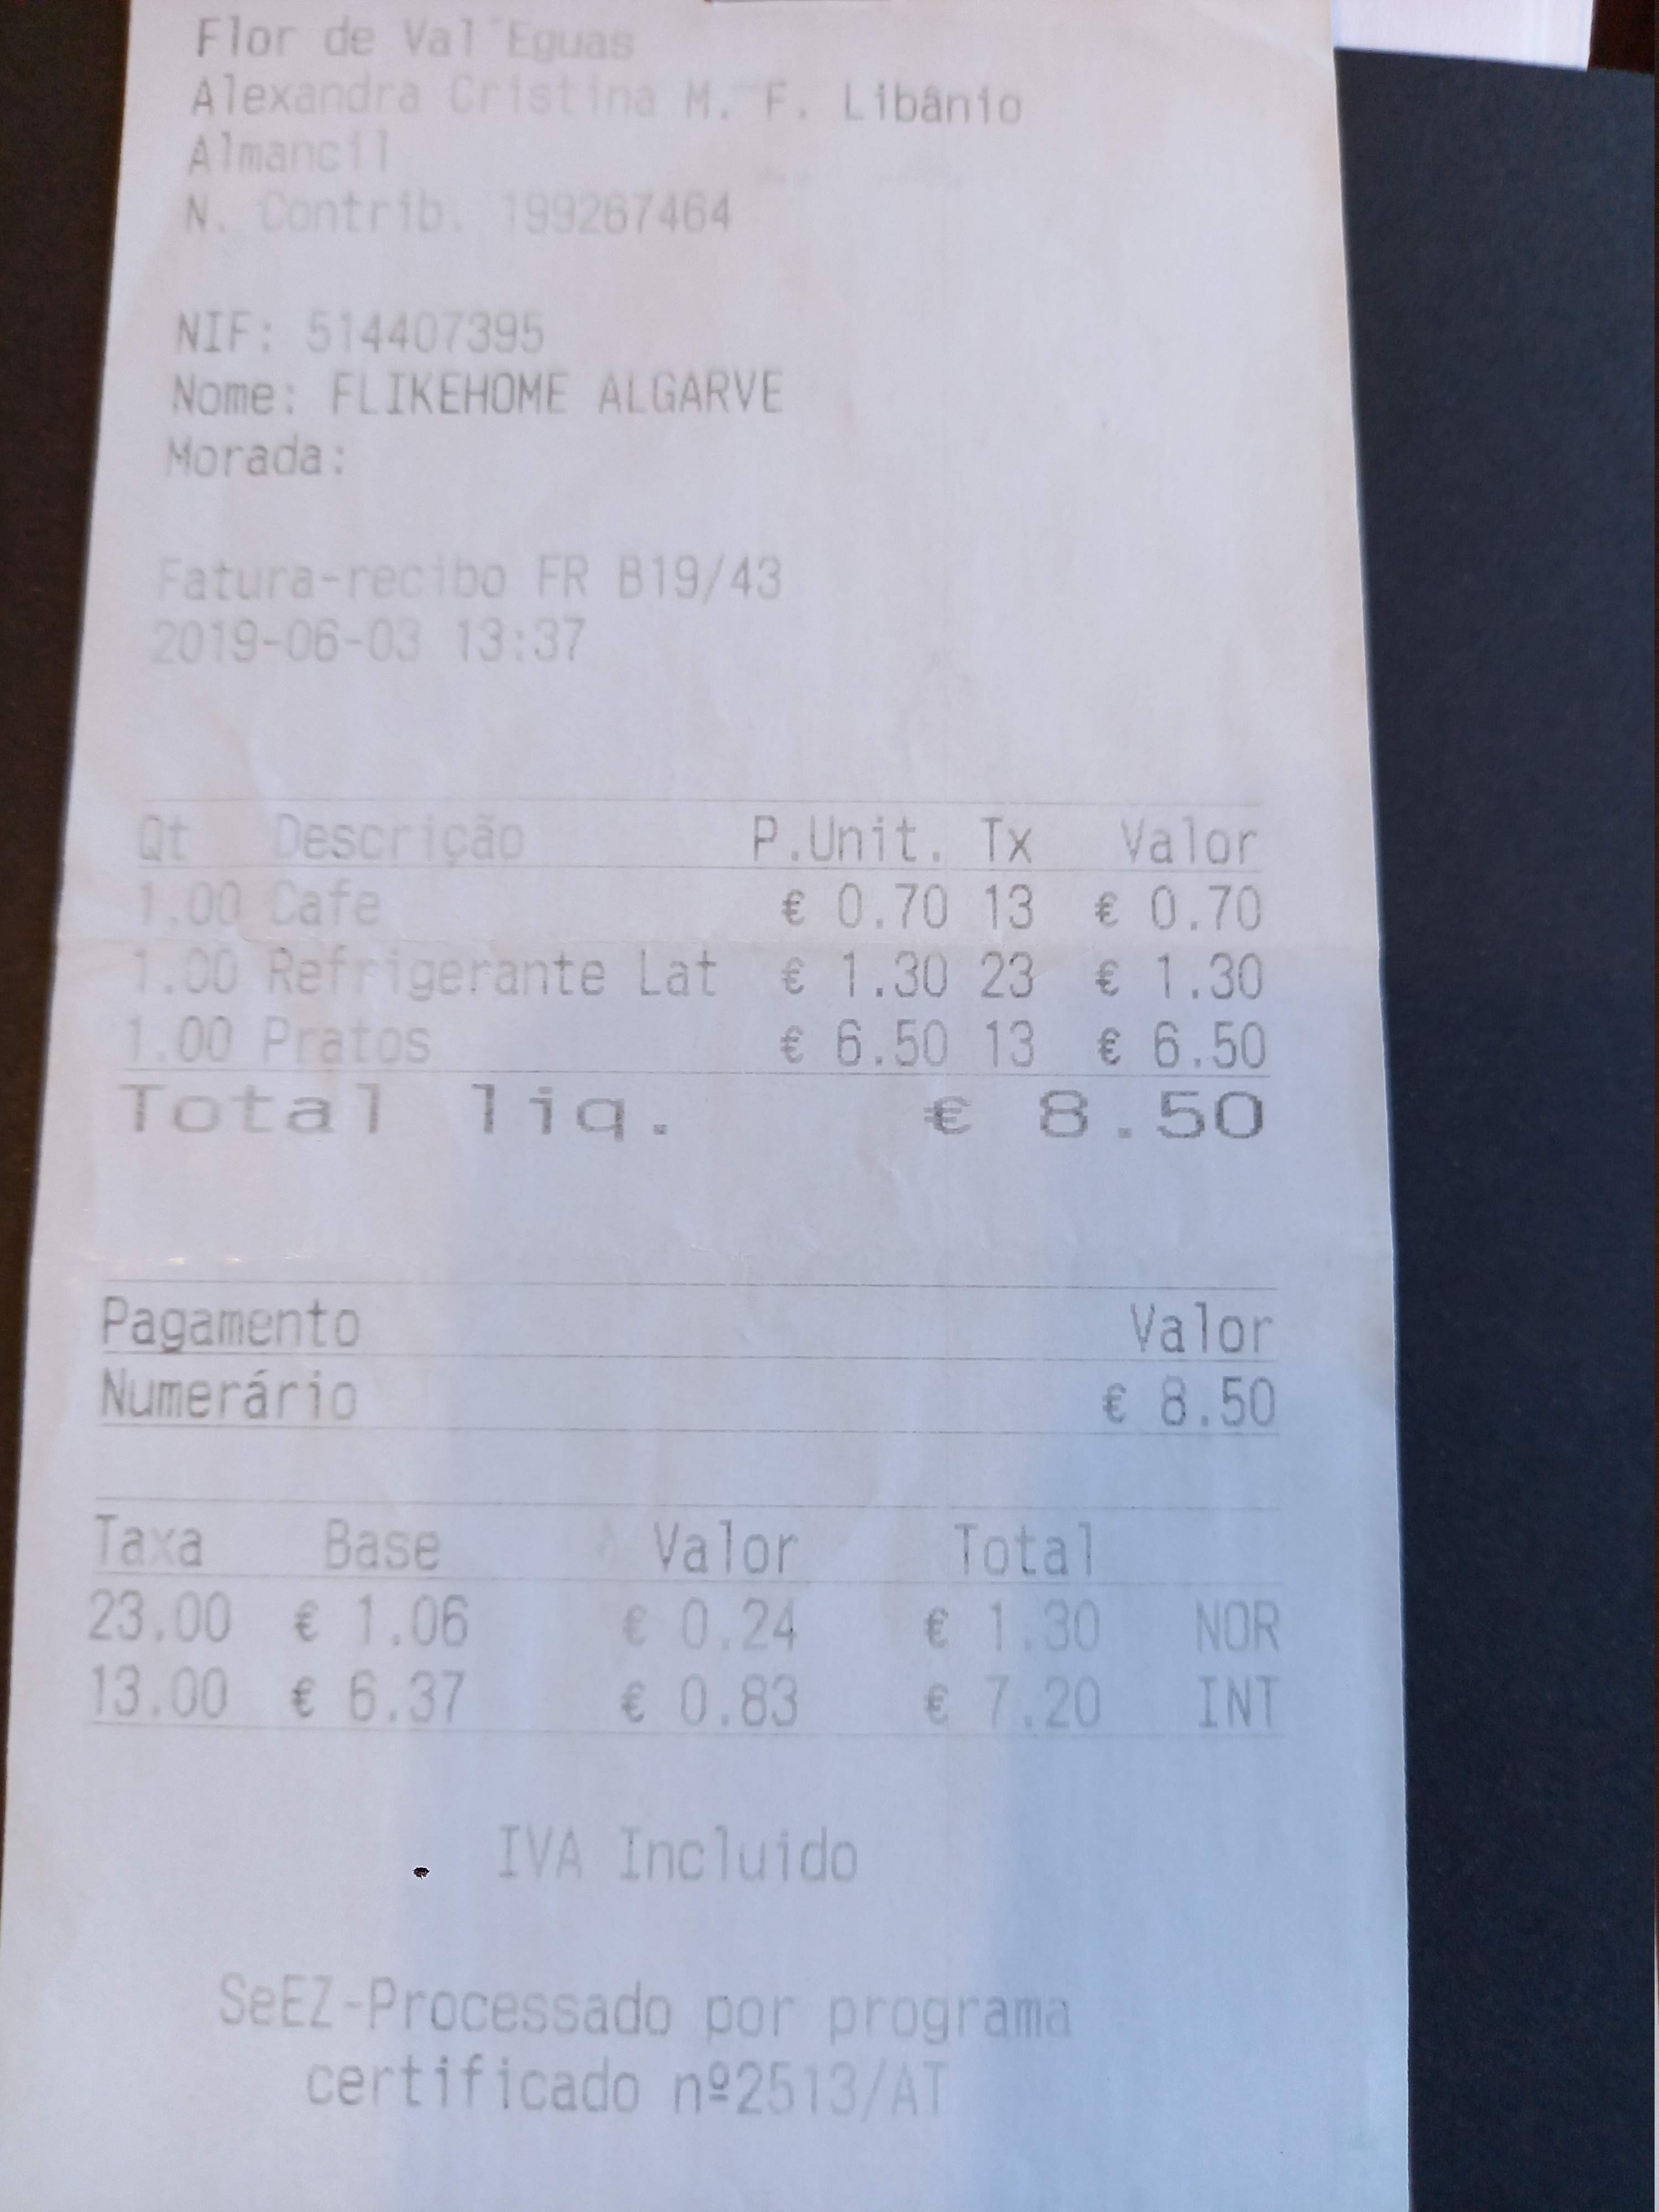 Flor de Val´Eguas
Alexandra Cristina M. F. Libânio
Almancil
N. Contrib. 199267464
NIF: 514407395
Nome: FLIKEHOME ALGARVE
Morada:
Fatura-recibo FR B19/43
2019-06-03 13:37
Qt Descrição P.Unit. Tx Valor
1.00 Cafe € 0.70 13 € 0.70
1.00 Refrigerante Lat € 1.30 23 € 1.30
1.00 Pratos € 6.50 13 € 6.50
Total liq. € 8.50
Pagamento Valor
Numerário € 8.50
Taxa Base Valor Total
23.00 € 1.06 € 0.24 € 1.30 NOR
13.00 € 6.37 € 0.83 € 7.20 INT
IVA Incluido
SeEZ-Processado por programa
certificado nº2513/AT